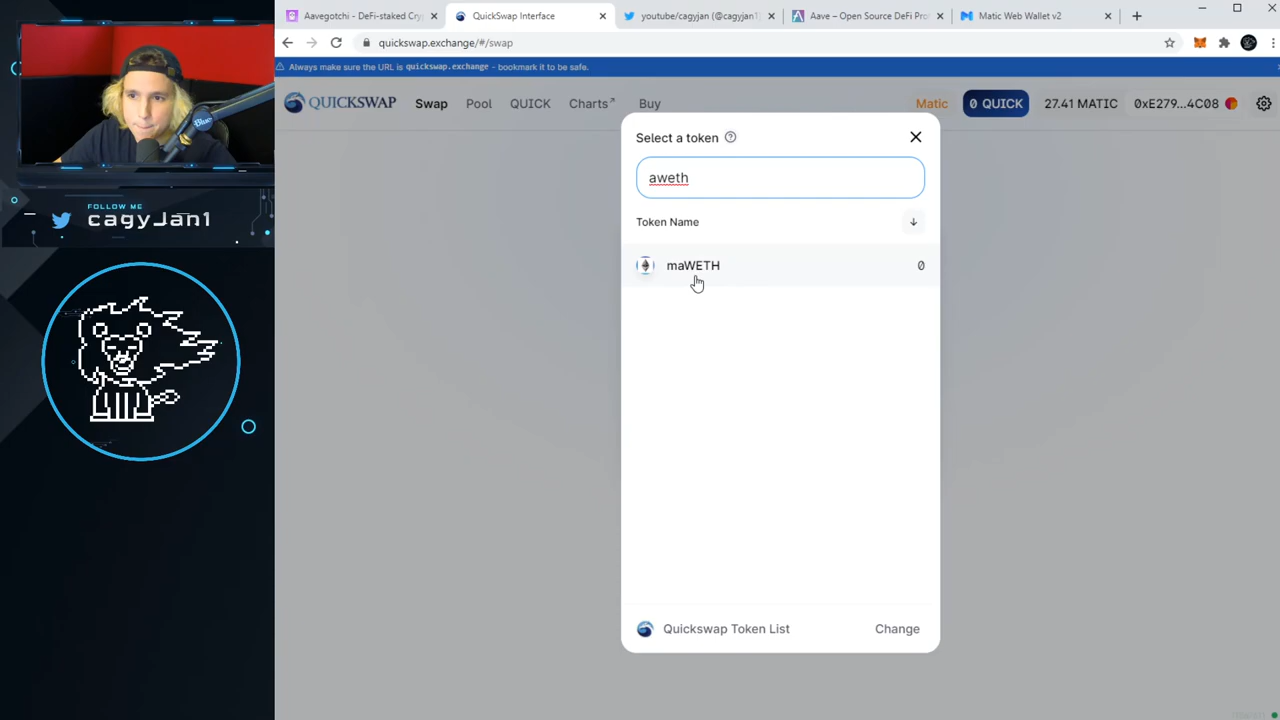 Aavegotchi - DeFi-staked Cry
QuickSwap Interface
youtube/cagyjan (@cagyjan1)
Aave – Open Source DeFi Pro
Matic Web Wallet v2
quickswap.exchange/#/swap
Always make sure the URL is quickswap.exchange - bookmark it to be safe.
QUICKSWAP
Swap
Pool
QUICK
Charts↗
Buy
Matic
0 QUICK
27.41 MATIC
0xE279...4C08
Select a token
aweth
Token Name
maWETH
0
Quickswap Token List
Change
Blue
FOLLOW ME
cagyJan1